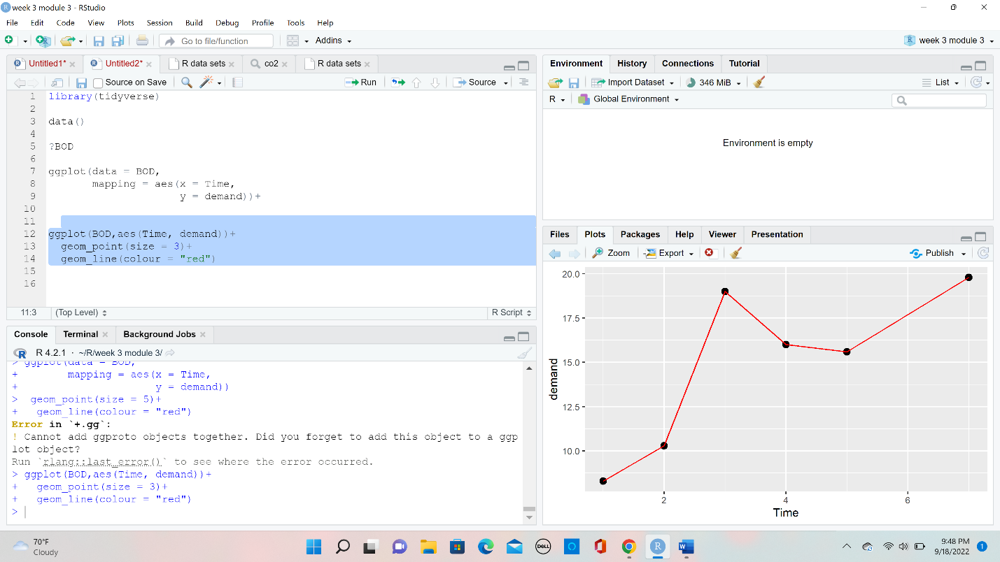 week 3 module 3 - RStudio
File Edit Code View Plots Session Build Debug Profile Tools Help
Go to file/function Addins week 3 module 3
Untitled1* Untitled2* R data sets co2 R data sets
Source on Save Run Source
1 library(tidyverse)
2
3 data()
4
5 ?BOD
6
7 ggplot(data = BOD,
8 mapping = aes(x = Time,
9 y = demand))+
10
11
12 ggplot(BOD,aes(Time, demand))+
13 geom_point(size = 3)+
14 geom_line(colour = "red")
15
16
11:3 (Top Level) R Script
Console Terminal Background Jobs
R 4.2.1 · ~/R/week 3 module 3/
> ggplot(data = BOD,
+ mapping = aes(x = Time,
+ y = demand))
> geom_point(size = 5)+
+ geom_line(colour = "red")
Error in `+.gg`:
! Cannot add ggproto objects together. Did you forget to add this object to a ggp
lot object?
Run `rlang::last_error()` to see where the error occurred.
> ggplot(BOD,aes(Time, demand))+
+ geom_point(size = 3)+
+ geom_line(colour = "red")
>
Environment History Connections Tutorial
Import Dataset 346 MiB List
R Global Environment
Environment is empty
Files Plots Packages Help Viewer Presentation
Zoom Export Publish
20.0
17.5
15.0
12.5
10.0
demand
2 4 6
Time
70°F
Cloudy
DELL
9:48 PM
9/18/2022
1